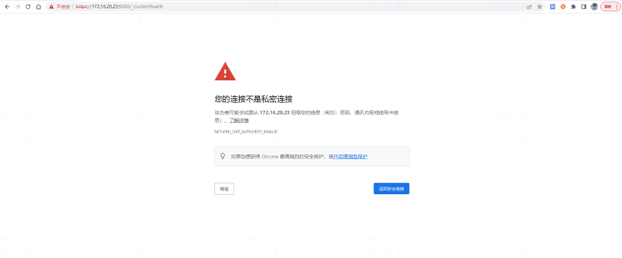 不安全 https://172.16.20.23:9200/_cluster/health
您的连接不是私密连接
攻击者可能会试图从 172.16.20.23 窃取您的信息（例如：密码、通讯内容或信用卡信
息）。了解详情
NET::ERR_CERT_AUTHORITY_INVALID
如果您想获得 Chrome 最高级别的安全保护，请开启增强型保护
高级
返回安全连接